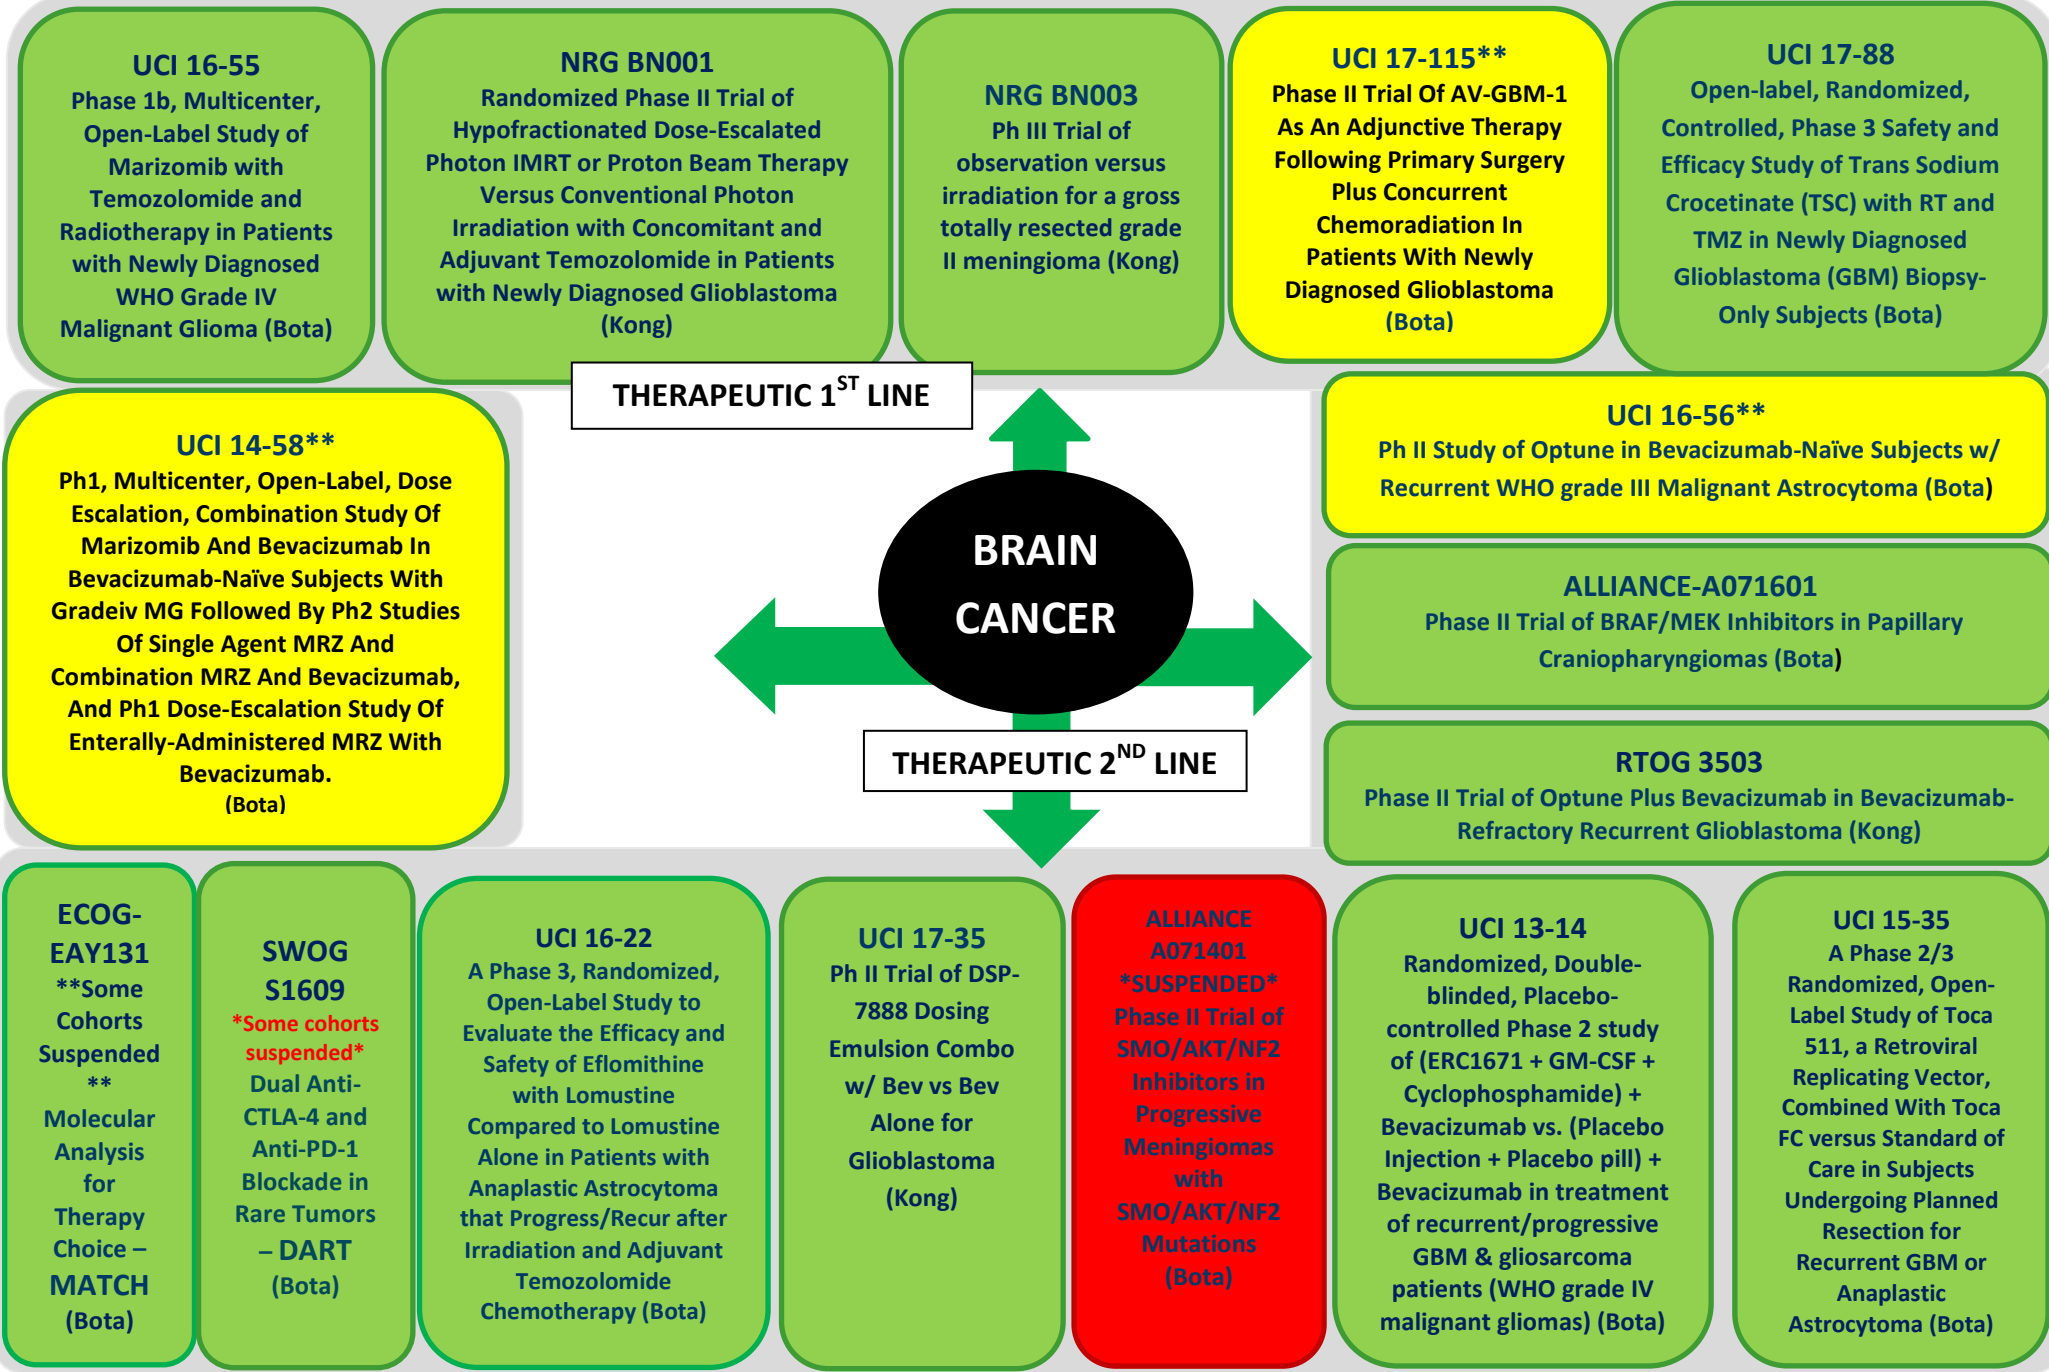 UCI 16-55
Phase 1b, Multicenter,
Open-Label Study of
Marizomib with
Temozolomide and
Radiotherapy in Patients
with Newly Diagnosed
WHO Grade IV
Malignant Glioma (Bota)
NRG BN001
Randomized Phase II Trial of
Hypofractionated Dose-Escalated
Photon IMRT or Proton Beam Therapy
Versus Conventional Photon
Irradiation with Concomitant and
Adjuvant Temozolomide in Patients
with Newly Diagnosed Glioblastoma
(Kong)
NRG BN003
Ph III Trial of
observation versus
irradiation for a gross
totally resected grade
II meningioma (Kong)
UCI 17-115**
Phase II Trial Of AV-GBM-1
As An Adjunctive Therapy
Following Primary Surgery
Plus Concurrent
Chemoradiation In
Patients With Newly
Diagnosed Glioblastoma
(Bota)
UCI 17-88
Open-label, Randomized,
Controlled, Phase 3 Safety and
Efficacy Study of Trans Sodium
Crocetinate (TSC) with RT and
TMZ in Newly Diagnosed
Glioblastoma (GBM) Biopsy-
Only Subjects (Bota)
THERAPEUTIC 1ST LINE
UCI 14-58**
Ph1, Multicenter, Open-Label, Dose
Escalation, Combination Study Of
Marizomib And Bevacizumab In
Bevacizumab-Naïve Subjects With
Gradeiv MG Followed By Ph2 Studies
Of Single Agent MRZ And
Combination MRZ And Bevacizumab,
And Ph1 Dose-Escalation Study Of
Enterally-Administered MRZ With
Bevacizumab.
(Bota)
BRAIN
CANCER
UCI 16-56**
Ph II Study of Optune in Bevacizumab-Naïve Subjects w/
Recurrent WHO grade III Malignant Astrocytoma (Bota)
ALLIANCE-A071601
Phase II Trial of BRAF/MEK Inhibitors in Papillary
Craniopharyngiomas (Bota)
RTOG 3503
Phase II Trial of Optune Plus Bevacizumab in Bevacizumab-
Refractory Recurrent Glioblastoma (Kong)
THERAPEUTIC 2ND LINE
ECOG-
EAY131
**Some
Cohorts
Suspended
**
Molecular
Analysis
for
Therapy
Choice –
MATCH
(Bota)
SWOG
S1609
*Some cohorts
suspended*
Dual Anti-
CTLA-4 and
Anti-PD-1
Blockade in
Rare Tumors
– DART
(Bota)
UCI 16-22
A Phase 3, Randomized,
Open-Label Study to
Evaluate the Efficacy and
Safety of Eflomithine
with Lomustine
Compared to Lomustine
Alone in Patients with
Anaplastic Astrocytoma
that Progress/Recur after
Irradiation and Adjuvant
Temozolomide
Chemotherapy (Bota)
UCI 17-35
Ph II Trial of DSP-
7888 Dosing
Emulsion Combo
w/ Bev vs Bev
Alone for
Glioblastoma
(Kong)
ALLIANCE
A071401
*SUSPENDED*
Phase II Trial of
SMO/AKT/NF2
Inhibitors in
Progressive
Meningiomas
with
SMO/AKT/NF2
Mutations
(Bota)
UCI 13-14
Randomized, Double-
blinded, Placebo-
controlled Phase 2 study
of (ERC1671 + GM-CSF +
Cyclophosphamide) +
Bevacizumab vs. (Placebo
Injection + Placebo pill) +
Bevacizumab in treatment
of recurrent/progressive
GBM & gliosarcoma
patients (WHO grade IV
malignant gliomas) (Bota)
UCI 15-35
A Phase 2/3
Randomized, Open-
Label Study of Toca
511, a Retroviral
Replicating Vector,
Combined With Toca
FC versus Standard of
Care in Subjects
Undergoing Planned
Resection for
Recurrent GBM or
Anaplastic
Astrocytoma (Bota)